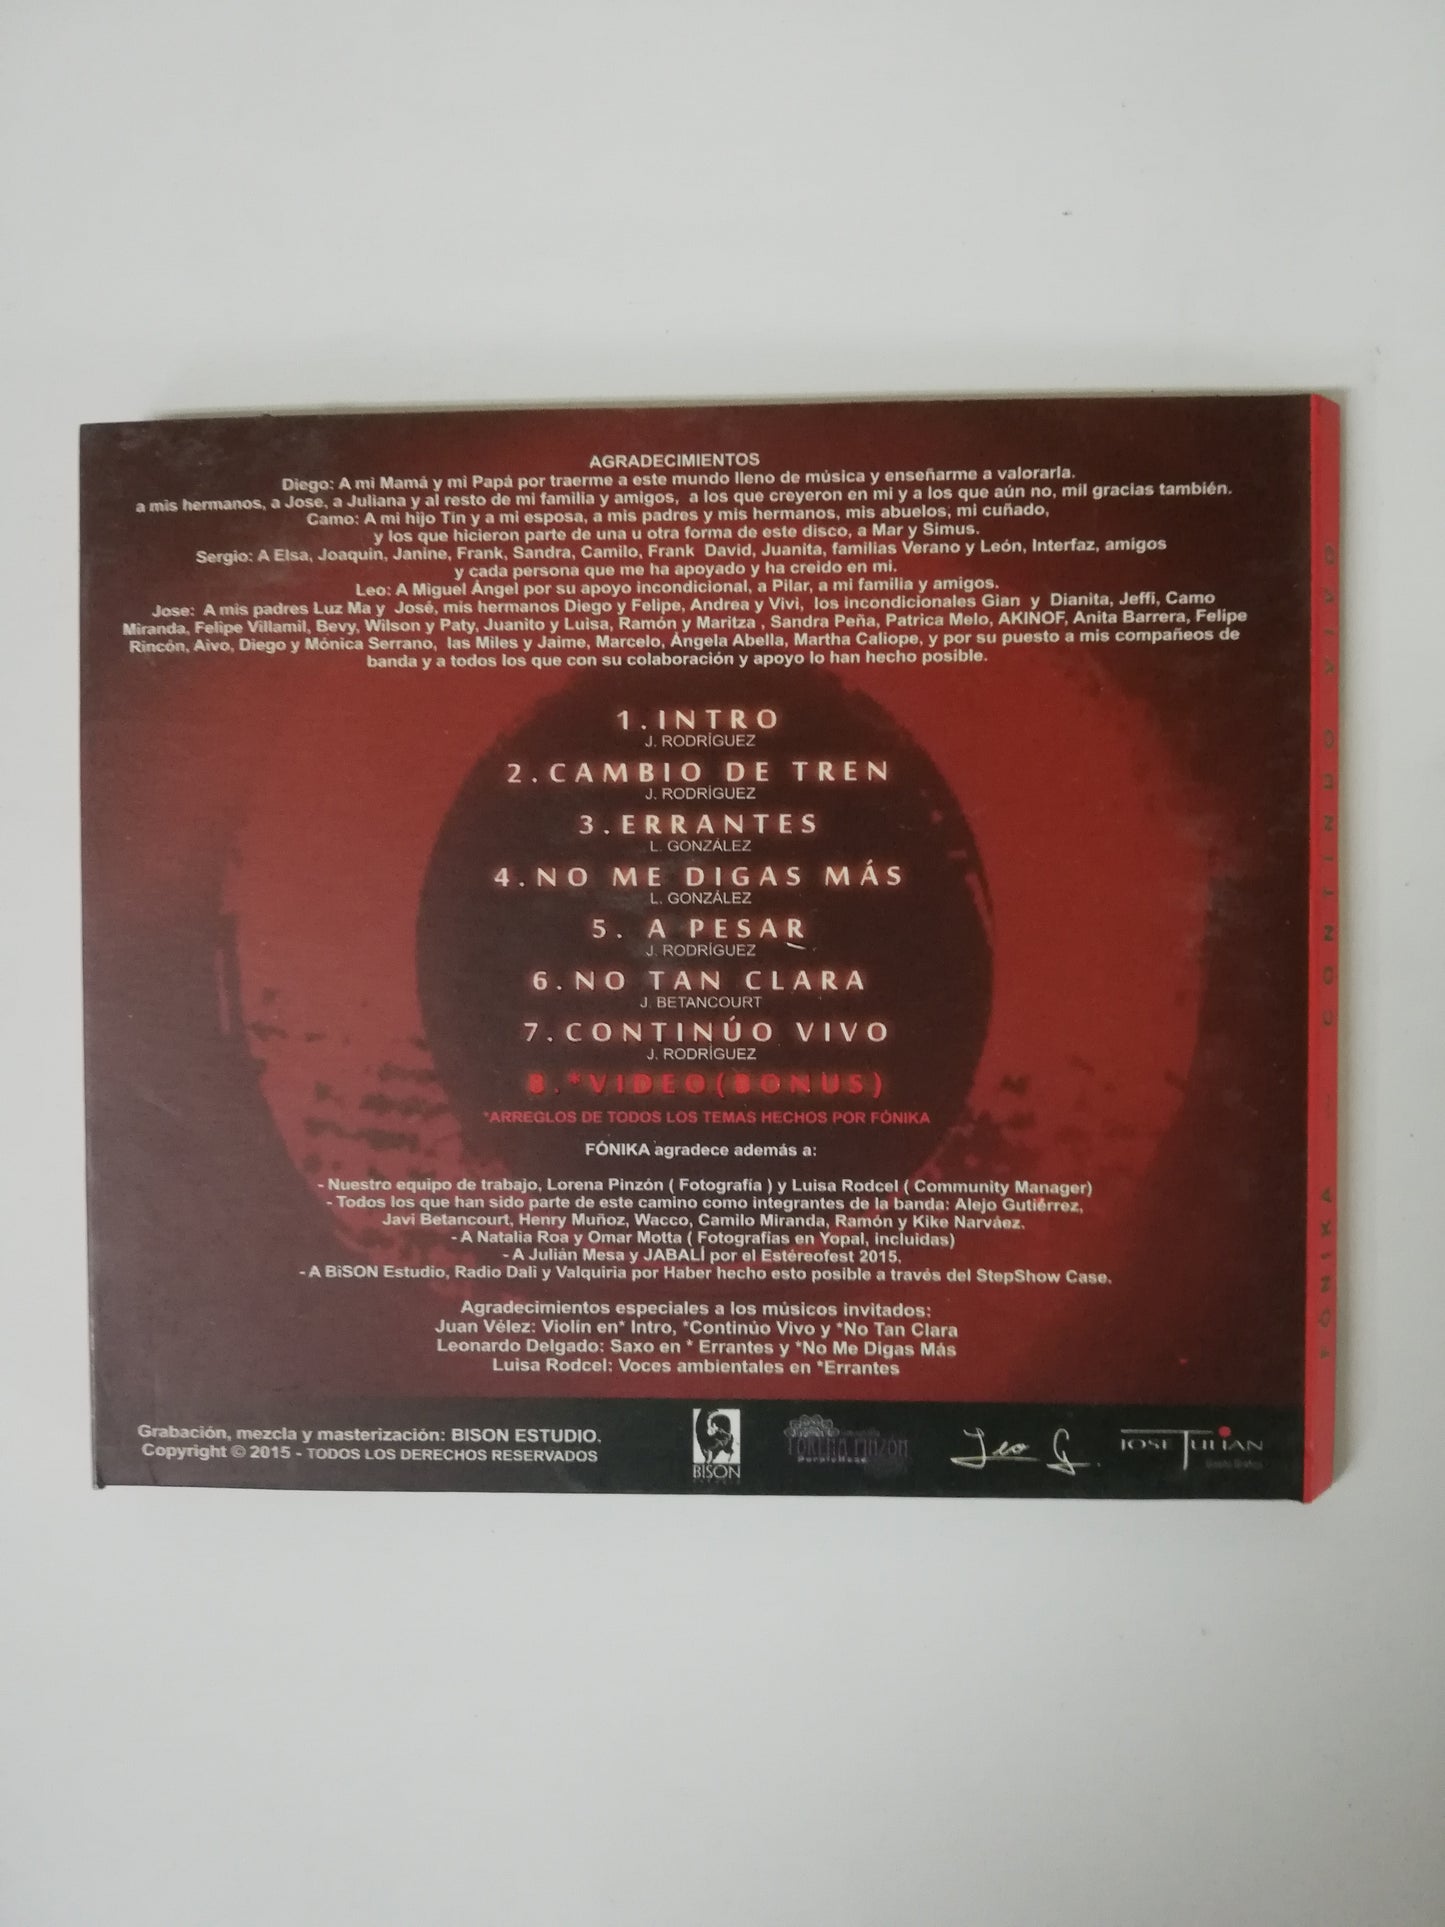 AGRADECIMIENTOS
Diego: A mi Mamá y mi Papá por traerme a este mundo lleno de música y enseñarme a valorarla.
a mis hermanos, a Jose, a Juliana y al resto de mi familia y amigos, a los que creyeron en mi y a los que aún no, mil gracias también.
Camo: A mi hijo Tin y a mi esposa, a mis padres y mis hermanos, mis abuelos, mi cuñado,
y los que hicieron parte de una u otra forma de este disco, a Mar y Simus.
Sergio: A Elsa, Joaquin, Janine, Frank, Sandra, Camilo, Frank David, Juanita, familias Verano y León, Interfaz, amigos
y cada persona que me ha apoyado y ha creido en mi.
Leo: A Miguel Ángel por su apoyo incondicional, a Pilar, a mi familia y amigos.
Jose: A mis padres Luz Ma y José, mis hermanos Diego y Felipe, Andrea y Vivi, los incondicionales Gian y Dianita, Jeffi, Camo
Miranda, Felipe Villamil, Bevy, Wilson y Paty, Juanito y Luisa, Ramón y Maritza , Sandra Peña, Patrica Melo, AKINOF, Anita Barrera, Felipe
Rincón, Aivo, Diego y Mónica Serrano, las Miles y Jaime, Marcelo, Ángela Abella, Martha Caliope, y por su puesto a mis compañeos de
banda y a todos los que con su colaboración y apoyo lo han hecho posible.
1. INTRO
J. RODRÍGUEZ
2. CAMBIO DE TREN
J. RODRÍGUEZ
3. ERRANTES
L. GONZÁLEZ
4. NO ME DIGAS MÁS
L. GONZÁLEZ
5. A PESAR
J. RODRÍGUEZ
6. NO TAN CLARA
J. BETANCOURT
7. CONTINÚO VIVO
J. RODRÍGUEZ
8. *VIDEO(BONUS)
*ARREGLOS DE TODOS LOS TEMAS HECHOS POR FÓNIKA
FÓNIKA agradece además a:
- Nuestro equipo de trabajo, Lorena Pinzón ( Fotografía ) y Luisa Rodcel ( Community Manager)
- Todos los que han sido parte de este camino como integrantes de la banda: Alejo Gutiérrez,
Javi Betancourt, Henry Muñoz, Wacco, Camilo Miranda, Ramón y Kike Narváez.
- A Natalia Roa y Omar Motta ( Fotografías en Yopal, incluidas)
- A Julián Mesa y JABALÍ por el Estéreofest 2015.
- A BiSON Estudio, Radio Dali y Valquiria por Haber hecho esto posible a través del StepShow Case.
Agradecimientos especiales a los músicos invitados:
Juan Vélez: Violín en* Intro, *Continùo Vivo y *No Tan Clara
Leonardo Delgado: Saxo en * Errantes y *No Me Digas Más
Luisa Rodcel: Voces ambientales en *Errantes
Grabación, mezcla y masterización: BISON ESTUDIO.
Copyright © 2015 - TODOS LOS DERECHOS RESERVADOS
BISON
LORENA PINZÓN
Leo G.
JOSE JULIAN
FÓNIKA - CONTINÚO VIVO